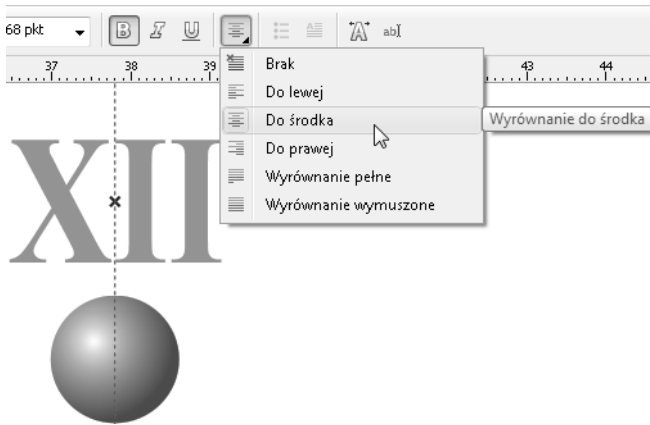 68 pkt B I U A ab
37 38 39 43 44
Brak
Do lewej
Do środka
Wyrównanie do środka
Do prawej
Wyrównanie pełne
Wyrównanie wymuszone
XII